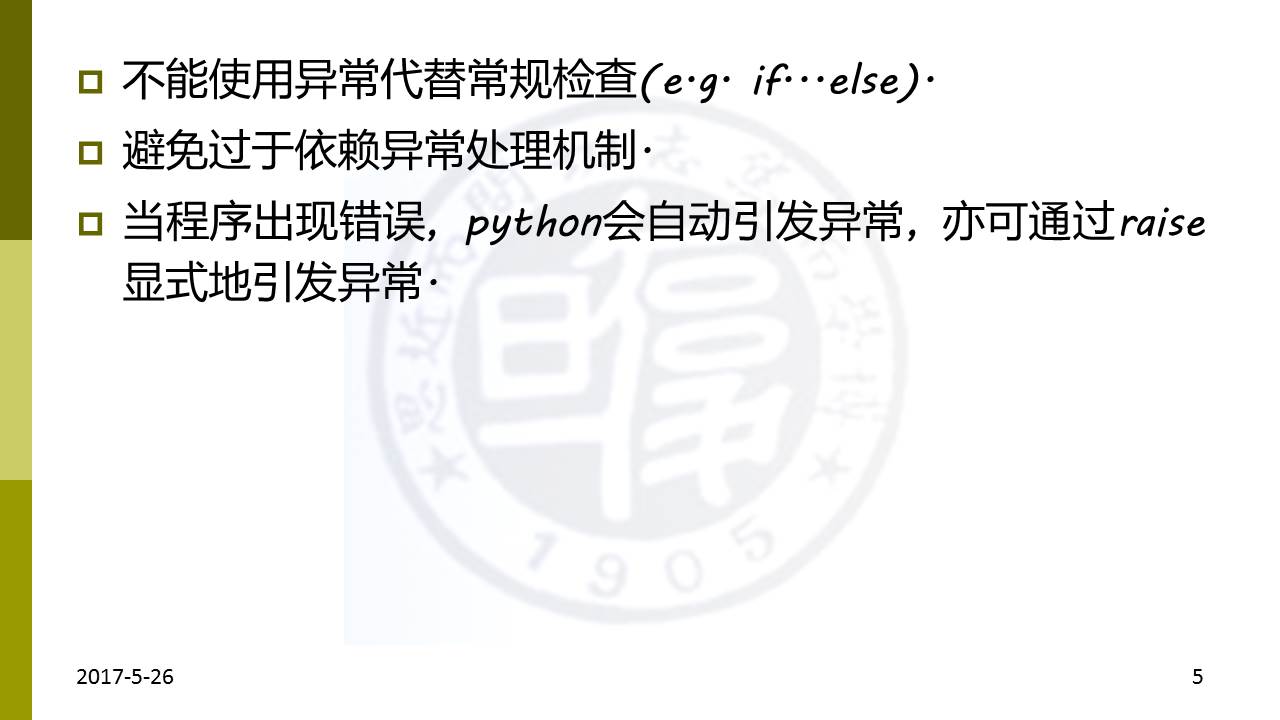 不能使用异常代替常规检查(e.g. if…else).
避免过于依赖异常处理机制.
当程序出现错误，python会自动引发异常，亦可通过raise
显式地引发异常.
1905
2017-5-26
5